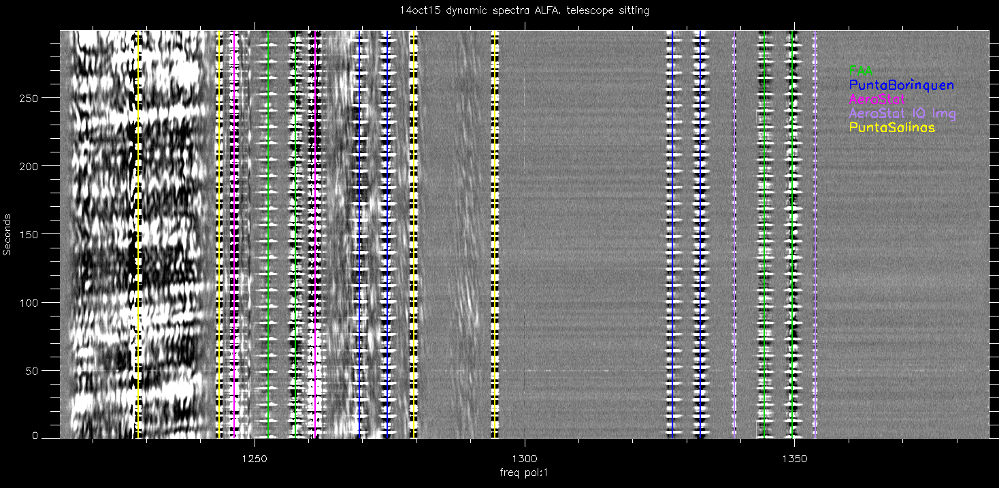 14oct15 dynamic spectra ALFA. telescope sitting
FAA
PuntaBorinquen
AeroStat
AeroStat IQ Img
PuntaSalinas
250
200
150
100
50
0
Seconds
1250 1300 1350
freq pol:1